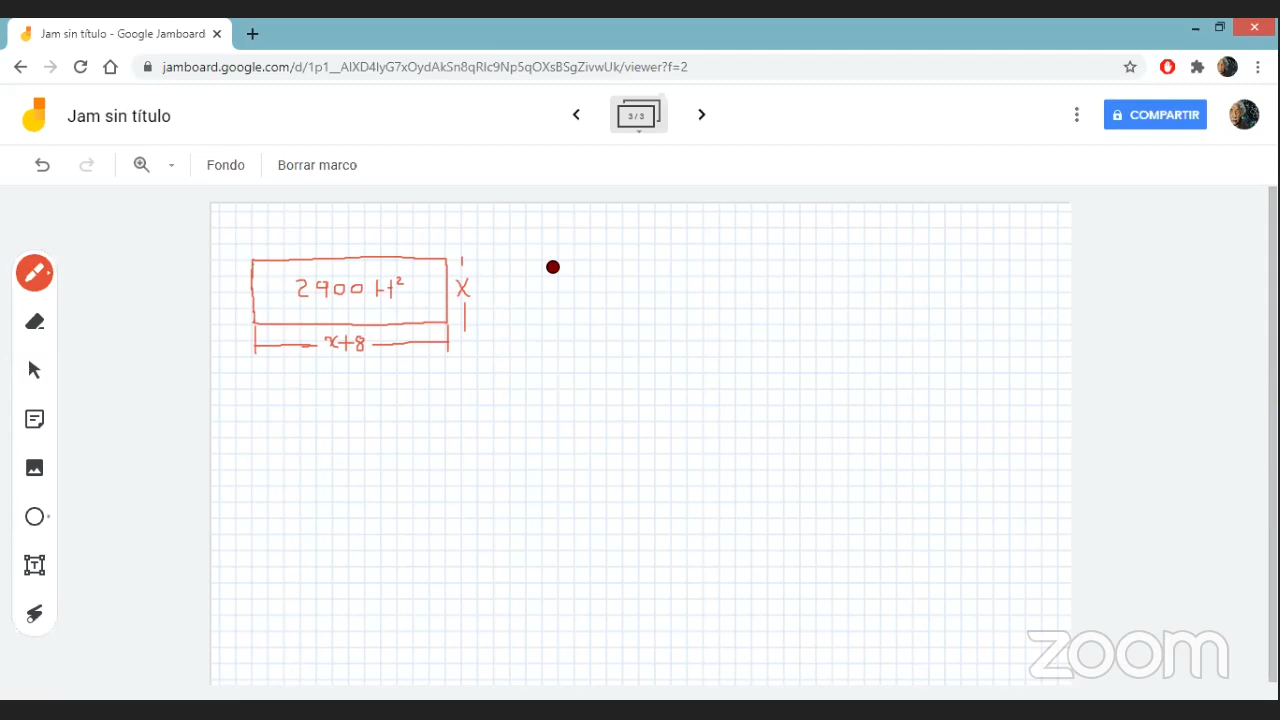 Jam sin título - Google Jamboard
jamboard.google.com/d/1p1__AIXD4lyG7xOydAkSn8qRlc9Np5qOXsBSgZivwUk/viewer?f=2
Jam sin título
3 / 3
COMPARTIR
Fondo
Borrar marco
2900 ft²
X
x+8
zoom